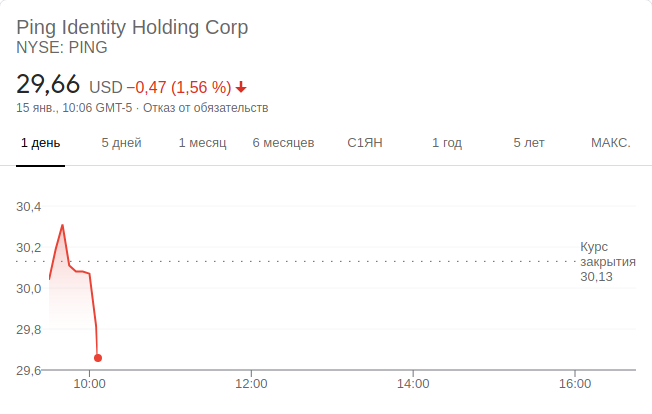 Ping Identity Holding Corp
NYSE: PING
29,66 USD −0,47 (1,56 %)
15 янв., 10:06 GMT-5 · Отказ от обязательств
1 день 5 дней 1 месяц 6 месяцев С1ЯН 1 год 5 лет МАКС.
30,4
30,2
30,0
29,8
29,6
Курс
закрытия
30,13
10:00 12:00 14:00 16:00